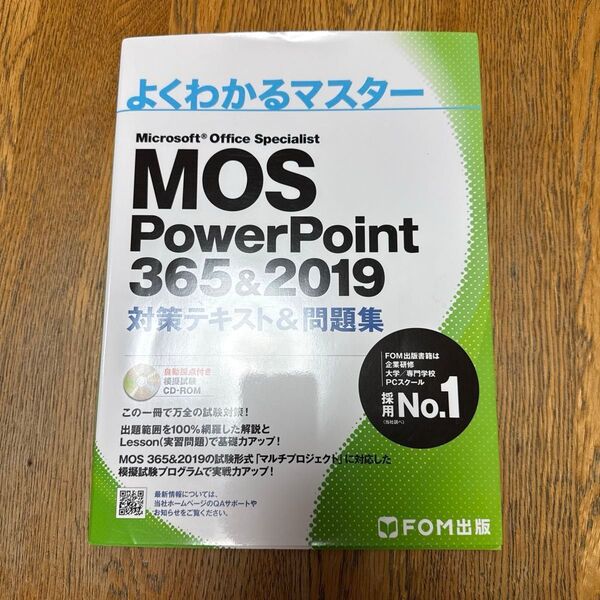 よくわかるマスター
Microsoft® Office Specialist
MOS
PowerPoint
365&2019
対策テキスト&問題集
自動採点付き
模擬試験
CD-ROM
FOM出版書籍は
企業研修
大学/専門学校
PCスクール
採用 No.1
(当社調べ)
この一冊で万全の試験対策!
出題範囲を100%網羅した解説と
Lesson(実習問題)で基礎力アップ!
MOS 365&2019の試験形式「マルチプロジェクト」に対応した
模擬試験プログラムで実戦力アップ!
最新情報については、
当社ホームページのQAサポートや
お知らせをご覧ください。
FOM出版